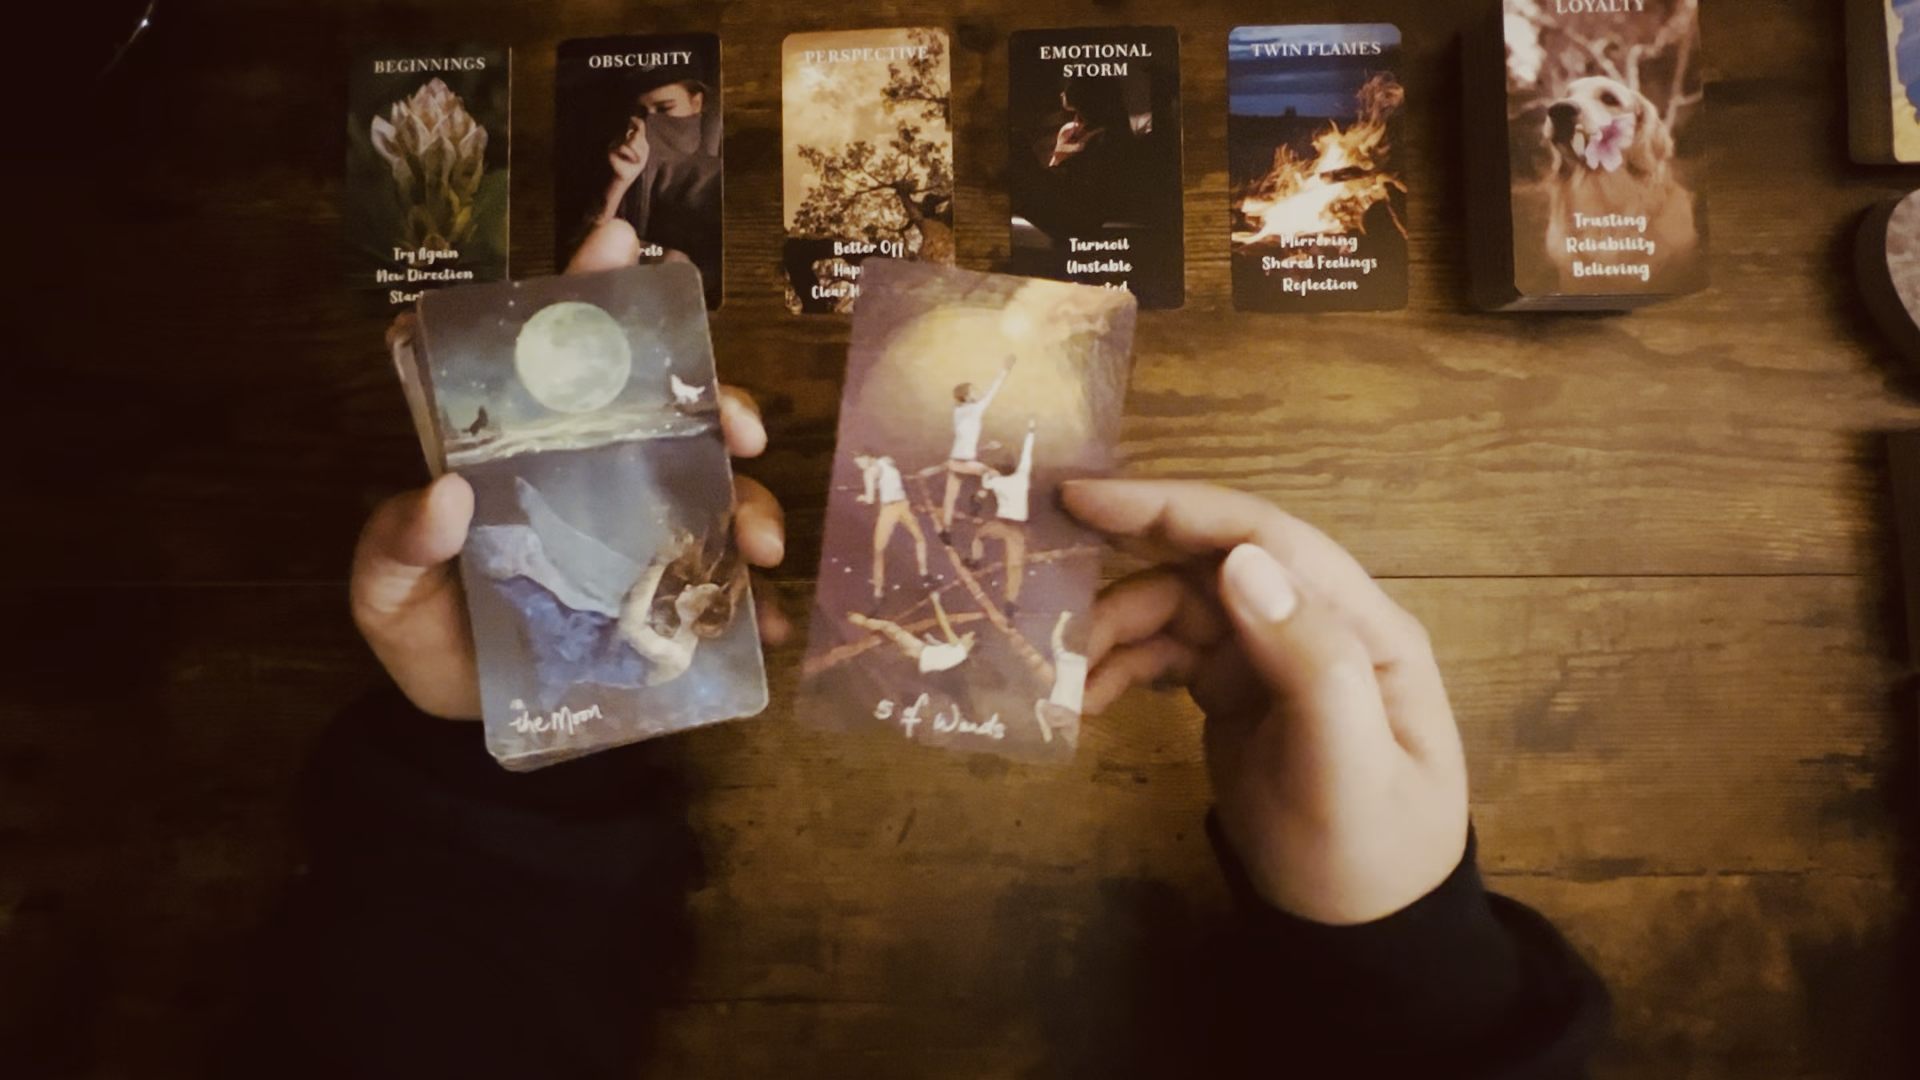 BEGINNINGS
Try Again
New Direction
OBSCURITY
PERSPECTIVE
Better Off
EMOTIONAL
STORM
Turmoil
Unstable
TWIN FLAMES
Mirroring
Shared Feelings
Reflection
LOYALTY
Trusting
Reliability
Believing
the Moon
5 of Wands